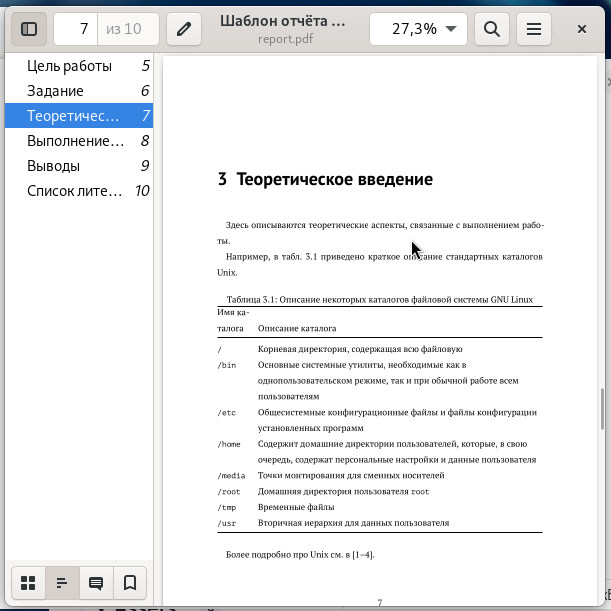 7
из 10
Шаблон отчёта ...
report.pdf
27,3%
Цель работы 5
Задание 6
Теоретичес... 7
Выполнение... 8
Выводы 9
Список лите... 10
3 Теоретическое введение
Здесь описываются теоретические аспекты, связанные с выполнением рабо-
ты.
Например, в табл. 3.1 приведено краткое описание стандартных каталогов
Unix.
Таблица 3.1: Описание некоторых каталогов файловой системы GNU Linux
Имя ка-
талога Описание каталога
/ Корневая директория, содержащая всю файловую
/bin Основные системные утилиты, необходимые как в
однопользовательском режиме, так и при обычной работе всем
пользователям
/etc Общесистемные конфигурационные файлы и файлы конфигурации
установленных программ
/home Содержит домашние директории пользователей, которые, в свою
очередь, содержат персональные настройки и данные пользователя
/media Точки монтирования для сменных носителей
/root Домашняя директория пользователя root
/tmp Временные файлы
/usr Вторичная иерархия для данных пользователя
Более подробно про Unix см. в [1–4].
7